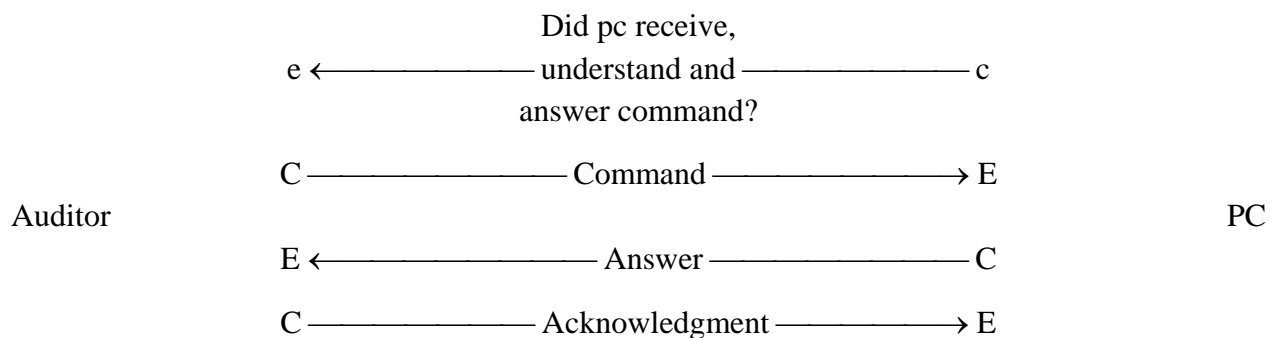 Did pc receive,
e ← understand and — c
answer command?
C — Command → E
Auditor PC
E ← Answer — C
C — Acknowledgment → E